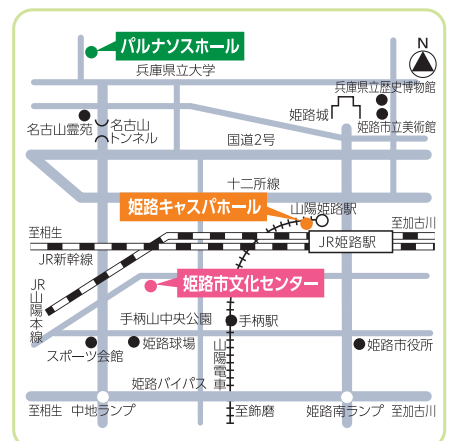 パルナソスホール
兵庫県立大学
N
兵庫県立歴史博物館
姫路城
姫路市立美術館
名古山霊苑
名古山
トンネル
国道2号
十二所線
姫路キャスパホール
山陽姫路駅
至相生
至加古川
JR姫路駅
JR新幹線
JR山陽本線
姫路市文化センター
手柄山中央公園
手柄駅
スポーツ会館
姫路球場
山陽電車
姫路市役所
姫路バイパス
至相生
中地ランプ
至飾磨
姫路南ランプ
至加古川